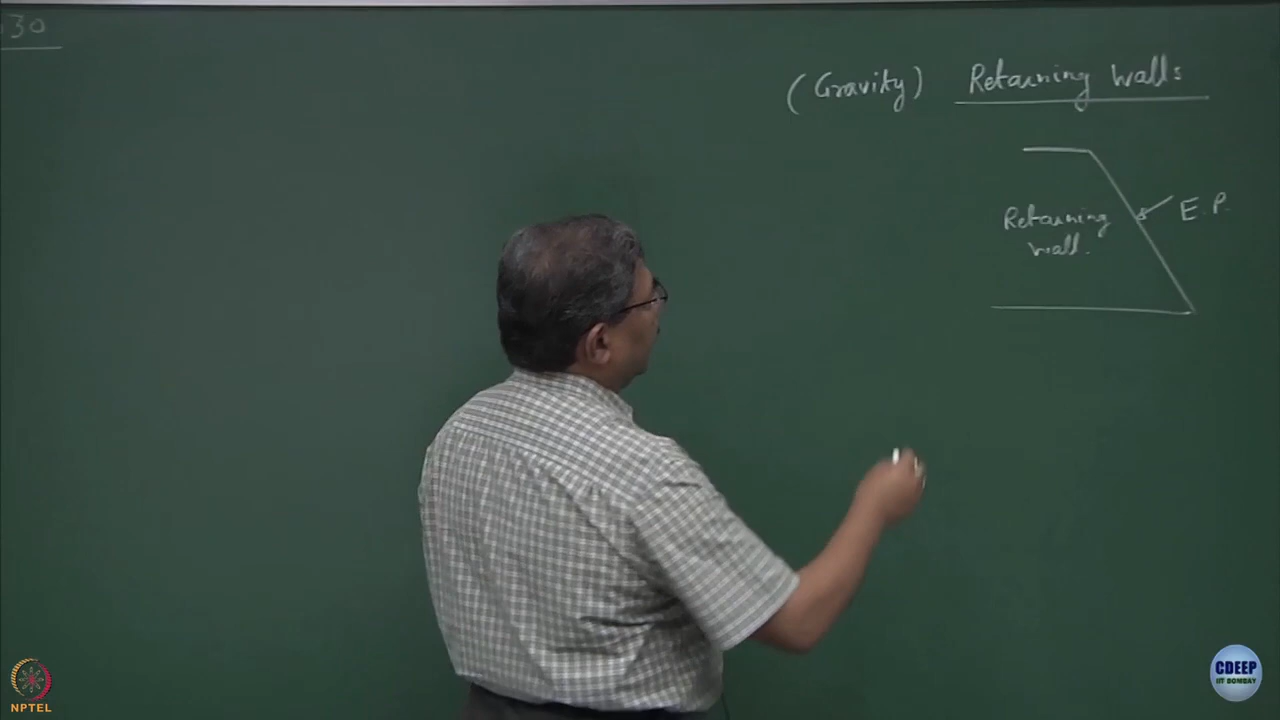 30
(Gravity) Retaining Walls
Retaining
wall.
E.P.
NPTEL
CDEEP
IIT BOMBAY